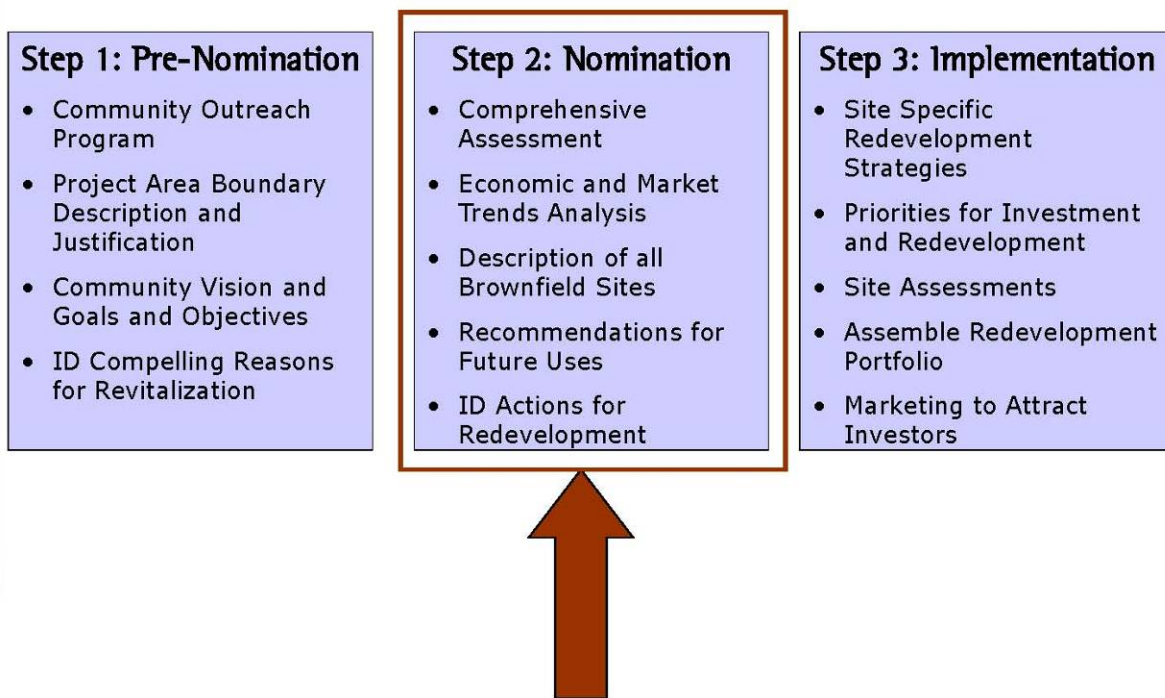 Step 1: Pre-Nomination
• Community Outreach
Program
• Project Area Boundary
Description and
Justification
• Community Vision and
Goals and Objectives
• ID Compelling Reasons
for Revitalization
Step 2: Nomination
• Comprehensive
Assessment
• Economic and Market
Trends Analysis
• Description of all
Brownfield Sites
• Recommendations for
Future Uses
• ID Actions for
Redevelopment
Step 3: Implementation
• Site Specific
Redevelopment
Strategies
• Priorities for Investment
and Redevelopment
• Site Assessments
• Assemble Redevelopment
Portfolio
• Marketing to Attract
Investors